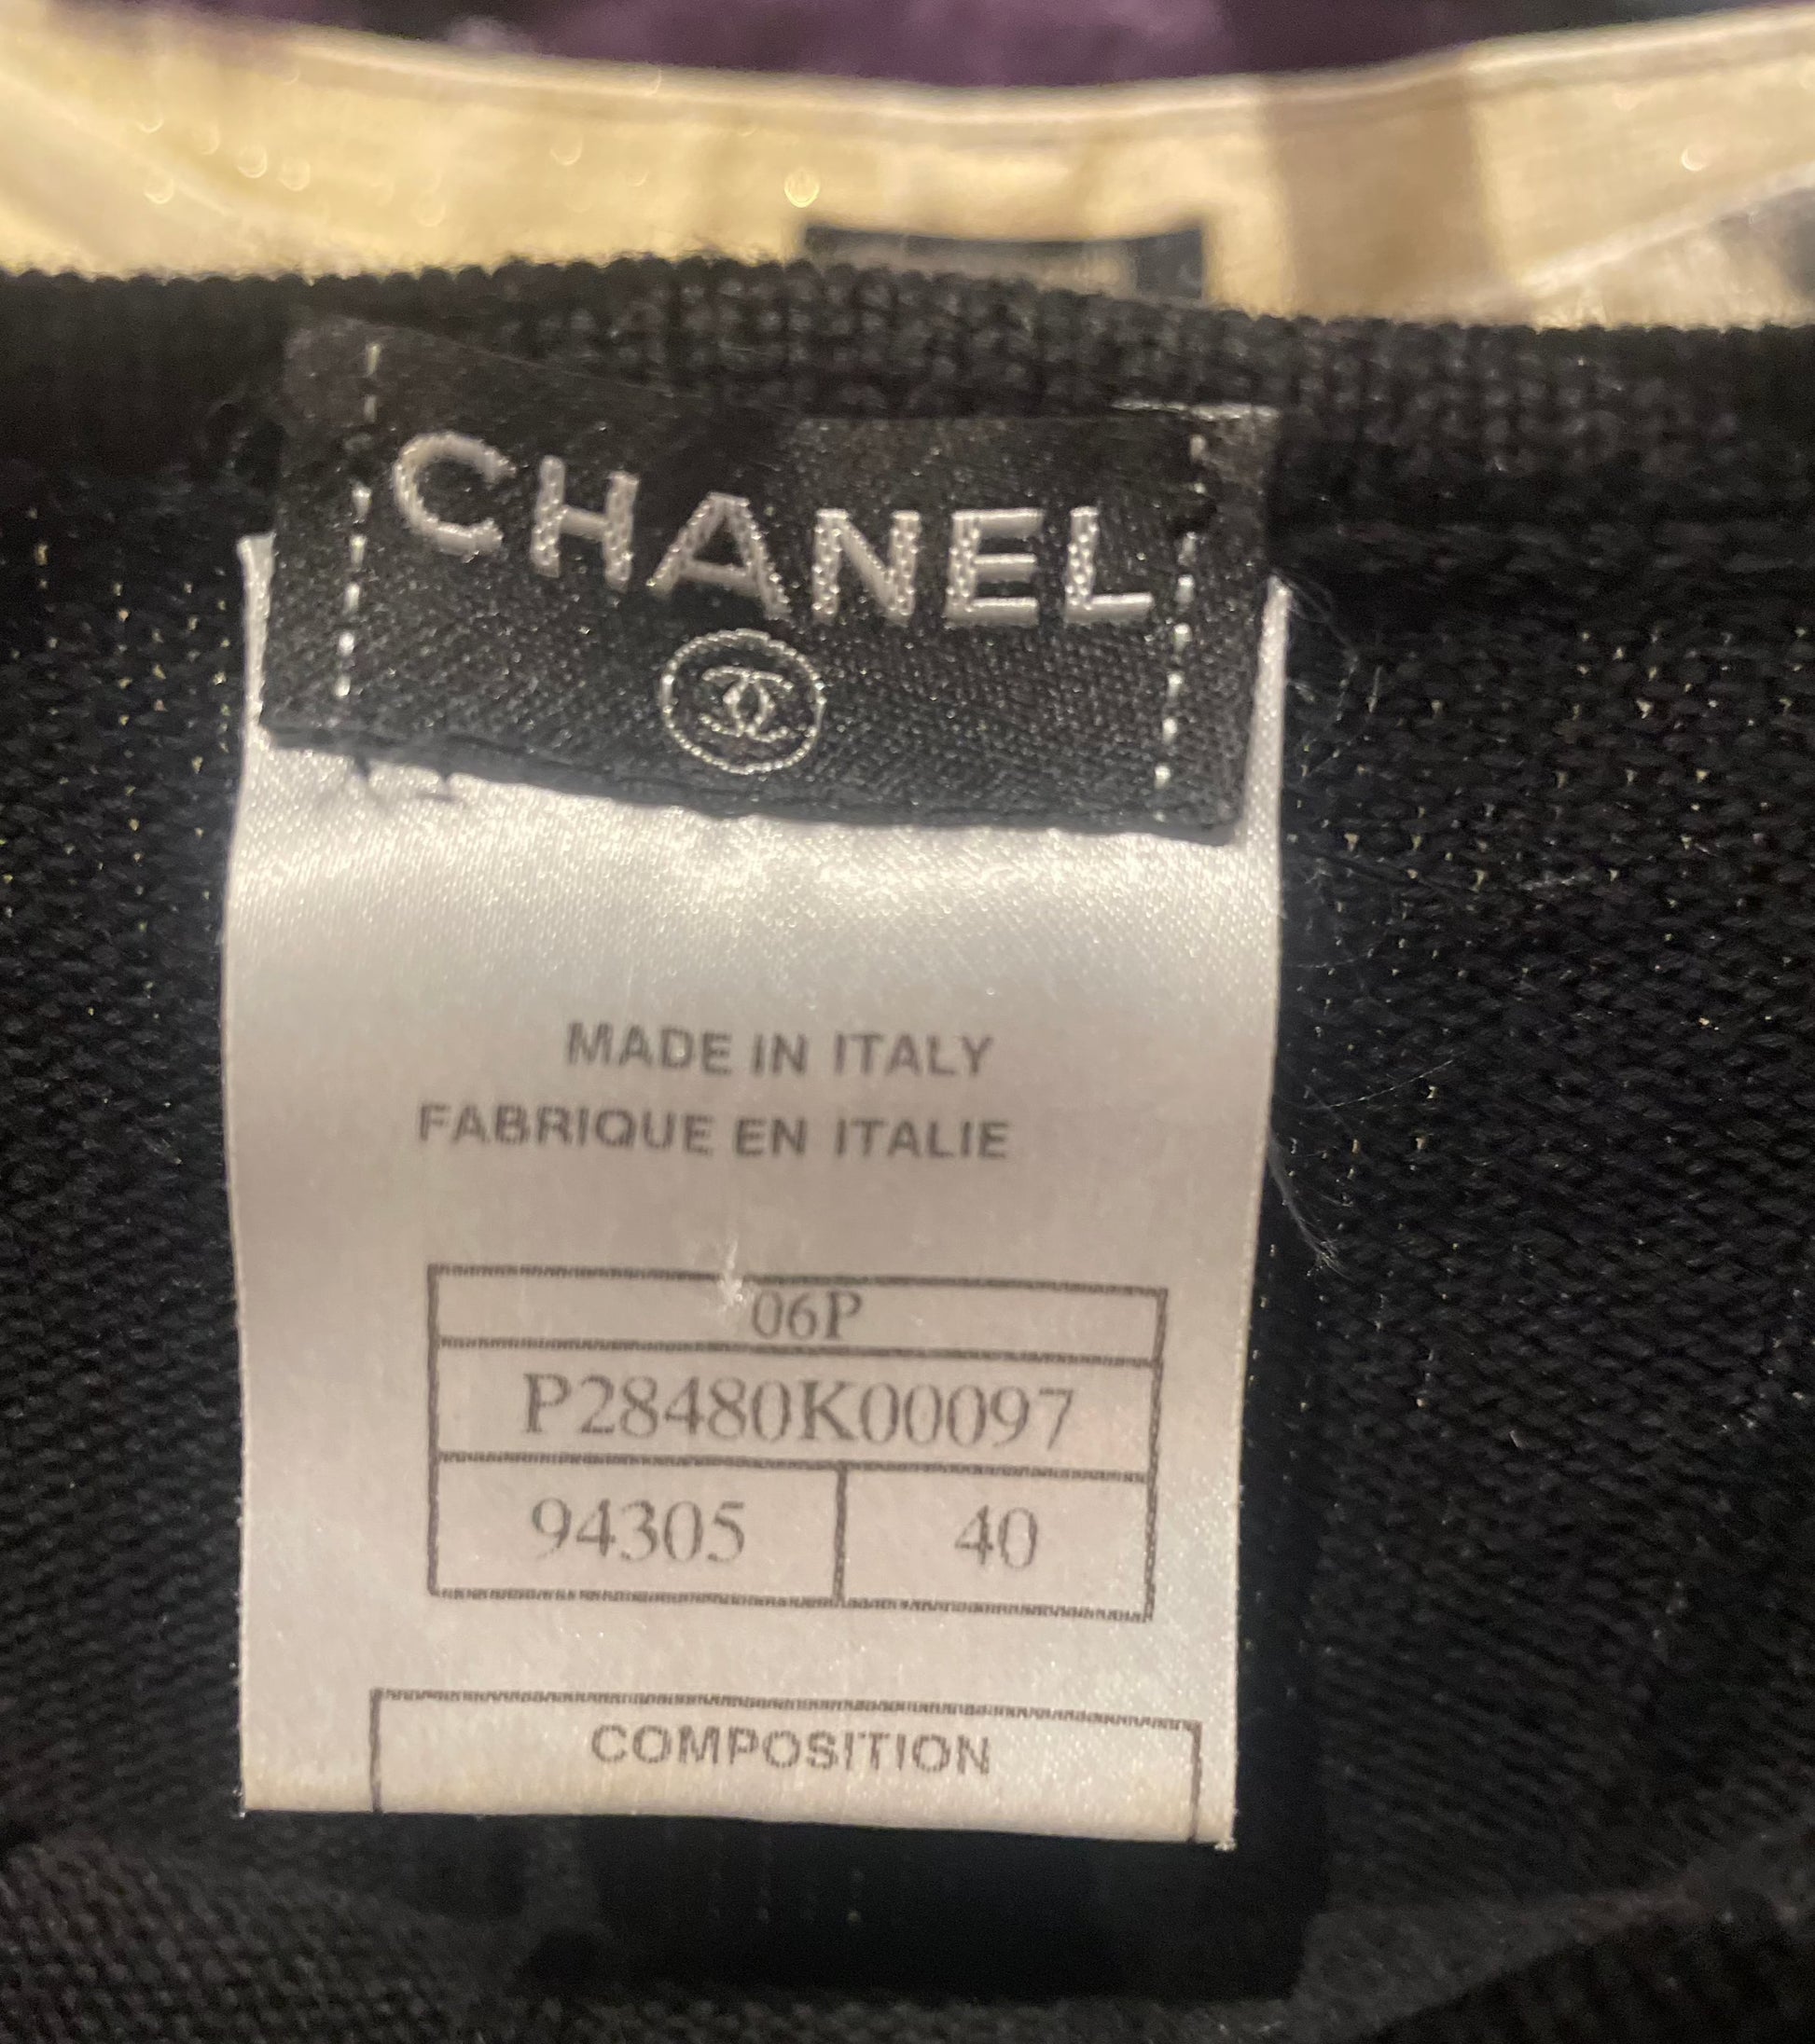 CHANEL
MADE IN ITALY
FABRIQUE EN ITALIE
06P
P28480K00097
94305 40
COMPOSITION